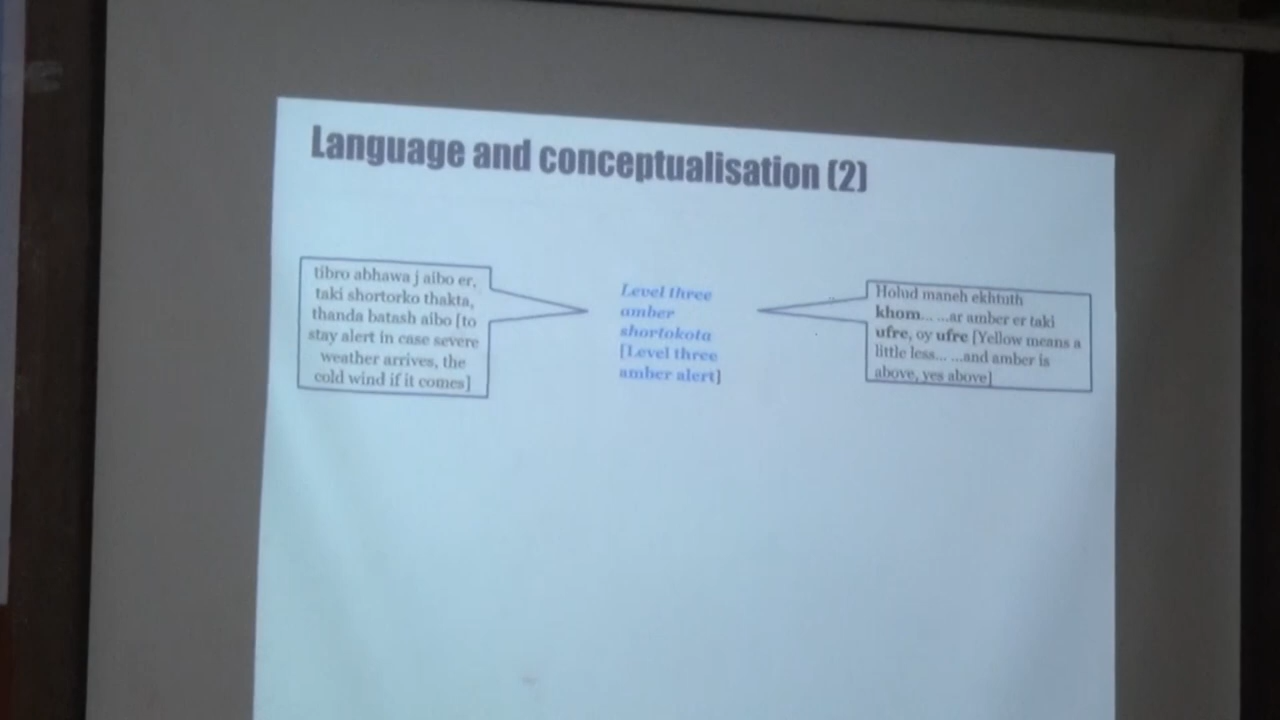 Language and conceptualisation (2)
tibro abhawa j aibo er,
taki shortorko thakta,
thanda batash aibo [to
stay alert in case severe
weather arrives, the
cold wind if it comes]
Level three
amber
shortokota
[Level three
amber alert]
Holud maneh ekhtuth
khom... ...ar amber er taki
ufre, oy ufre [Yellow means a
little less... ...and amber is
above, yes above]